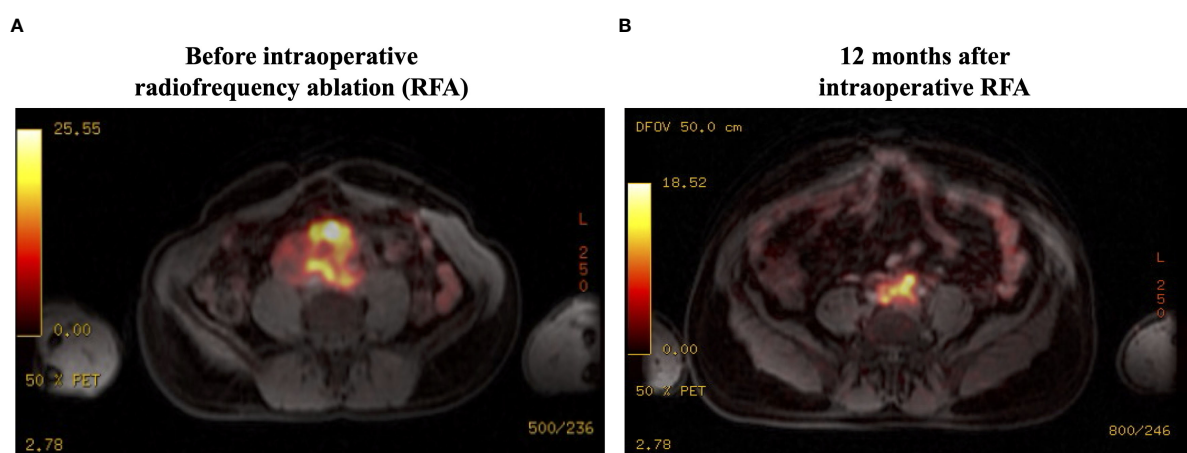 A
Before intraoperative
radiofrequency ablation (RFA)
25.55
L
2
5
0
0.00
50 % PET
500/236
2.78
B
12 months after
intraoperative RFA
DFOV 50.0 cm
18.52
L
2
5
0
0.00
50 % PET
800/246
2.78